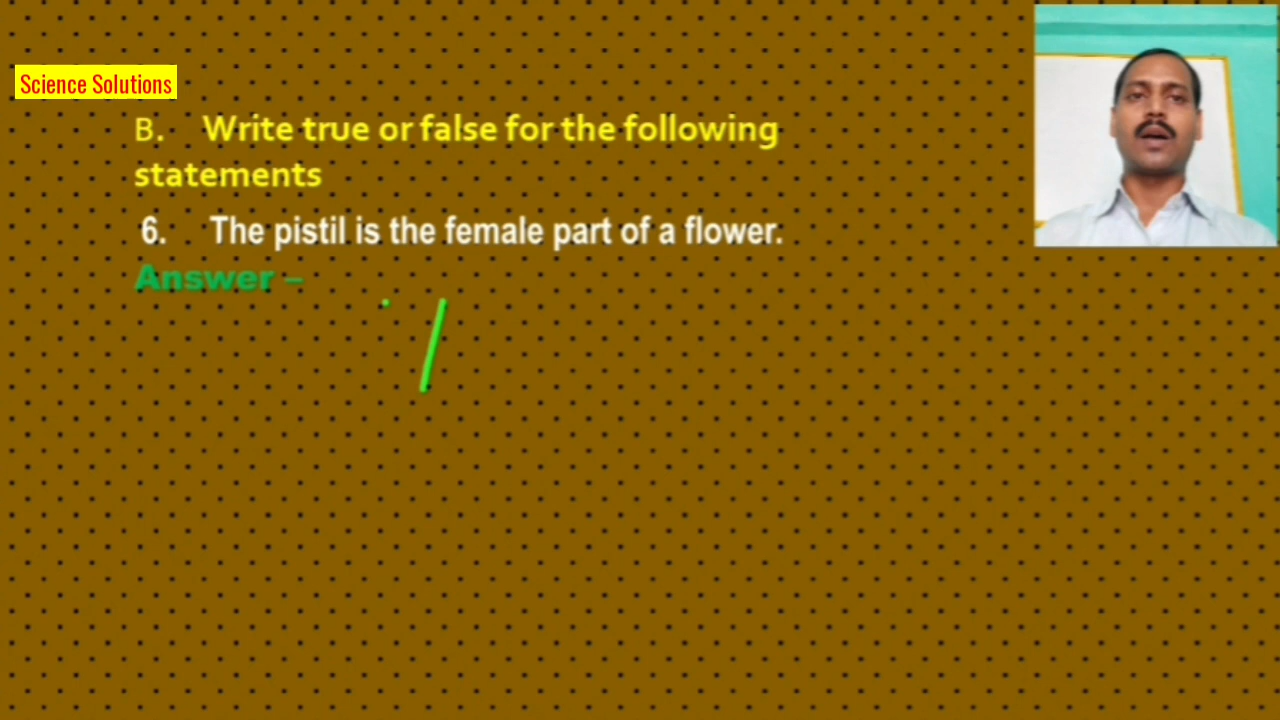 Science Solutions
B. Write true or false for the following
statements
6. The pistil is the female part of a flower.
Answer –